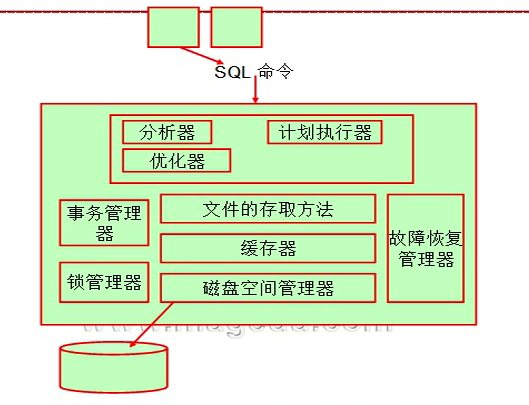 SQL 命令
分析器
计划执行器
优化器
事务管理
器
文件的存取方法
缓存器
故障恢复
管理器
锁管理器
磁盘空间管理器